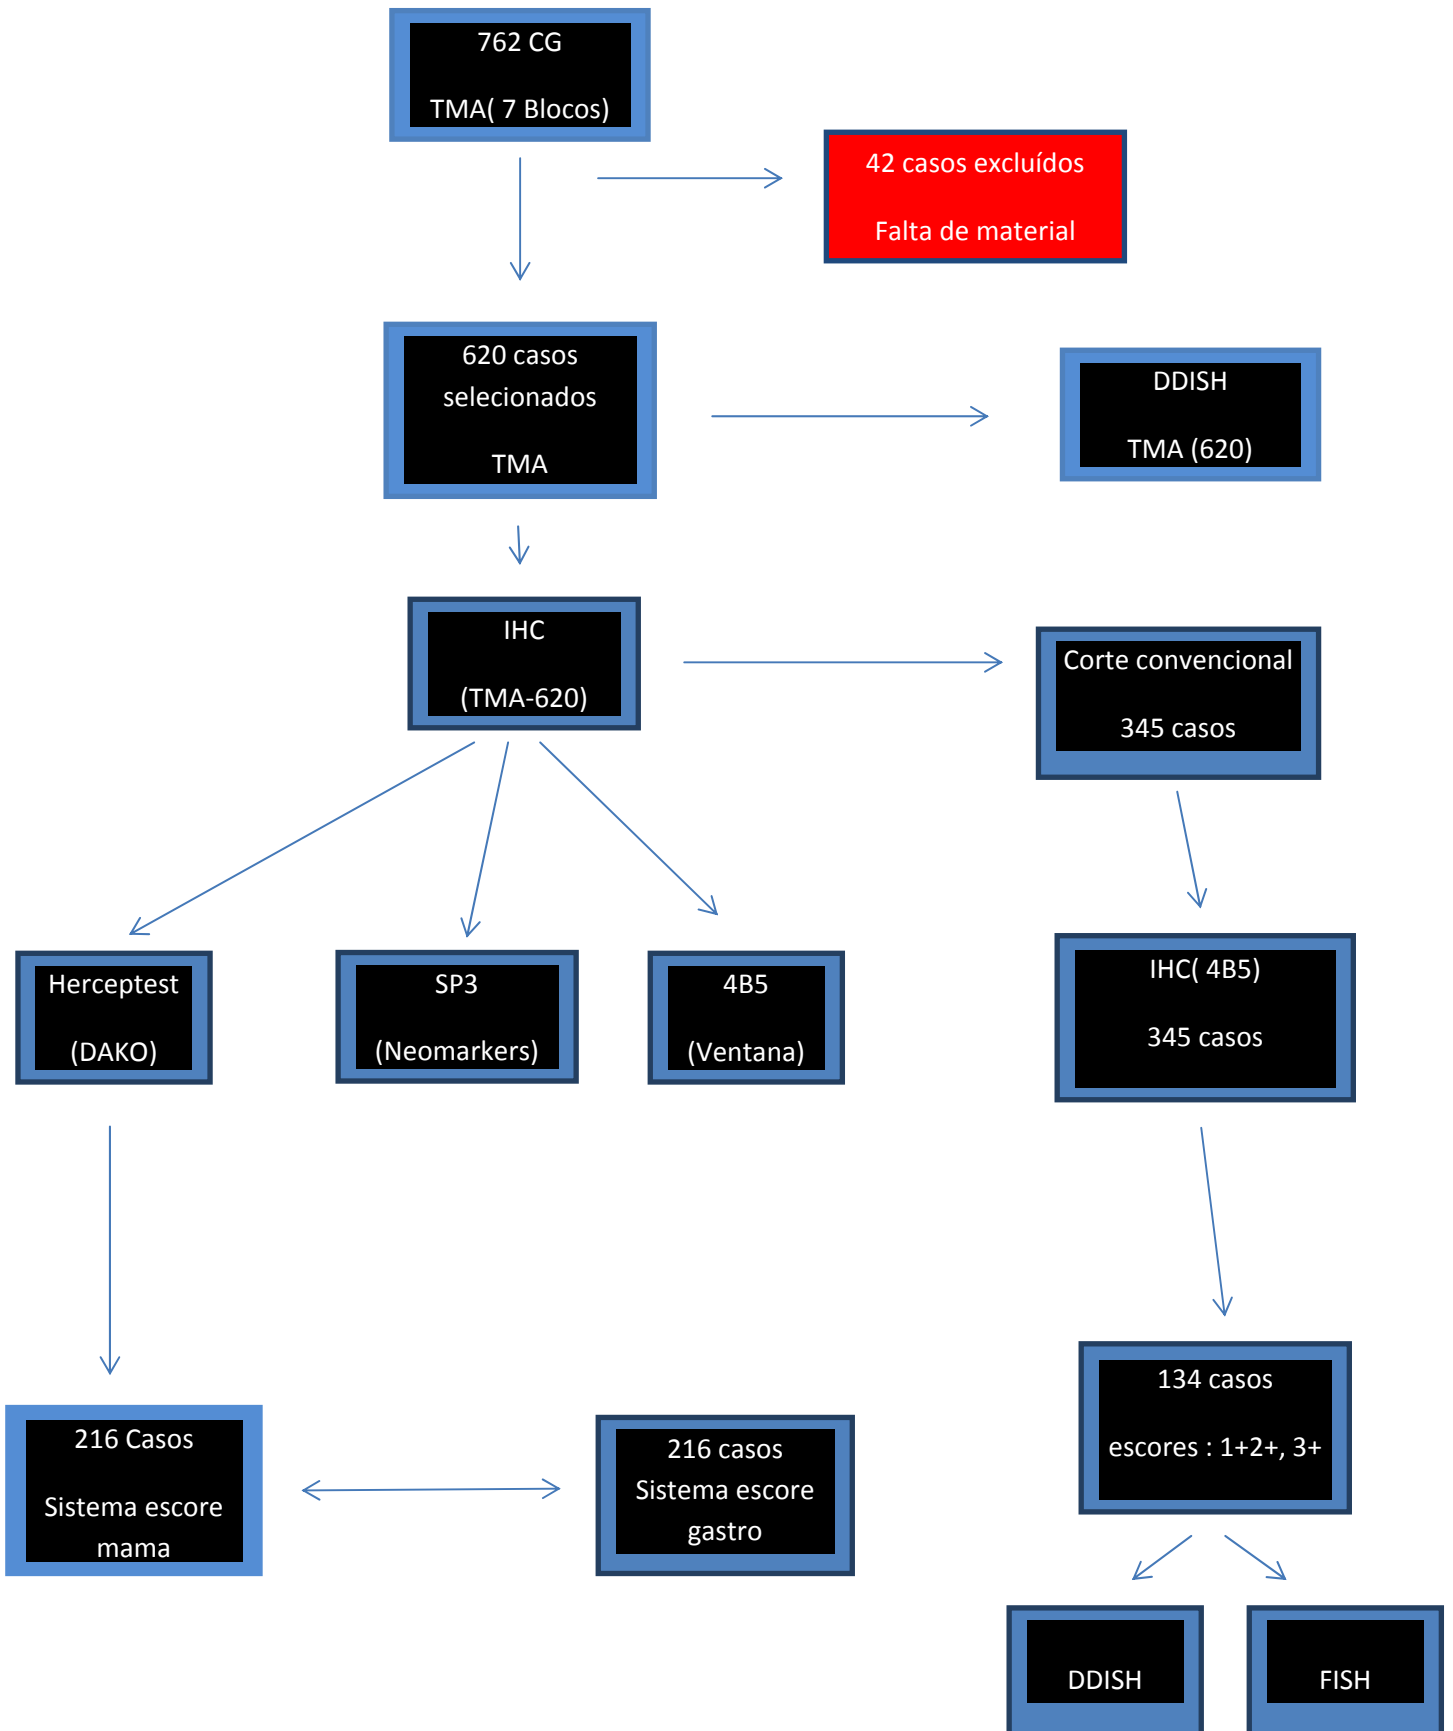 762 CG
TMA( 7 Blocos)
42 casos excluídos
Falta de material
620 casos
selecionados
TMA
DDISH
TMA (620)
IHC
(TMA-620)
Corte convencional
345 casos
Herceptest
(DAKO)
SP3
(Neomarkers)
4B5
(Ventana)
IHC( 4B5)
345 casos
216 Casos
Sistema escore
mama
216 casos
Sistema escore
gastro
134 casos
escores : 1+2+, 3+
DDISH
FISH